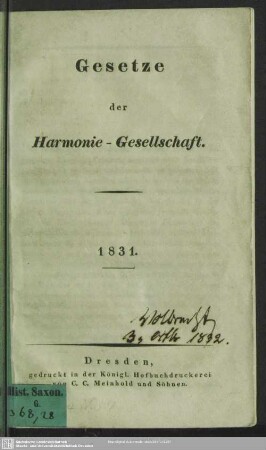 Gesetze
der
Harmonie - Gesellschaft.
1831.
1832.
Dresden,
gedruckt in der Königl. Hofbuchdruckerei
von C. C. Meinhold und Söhnen.
Hist. Saxon.
G.
368,28